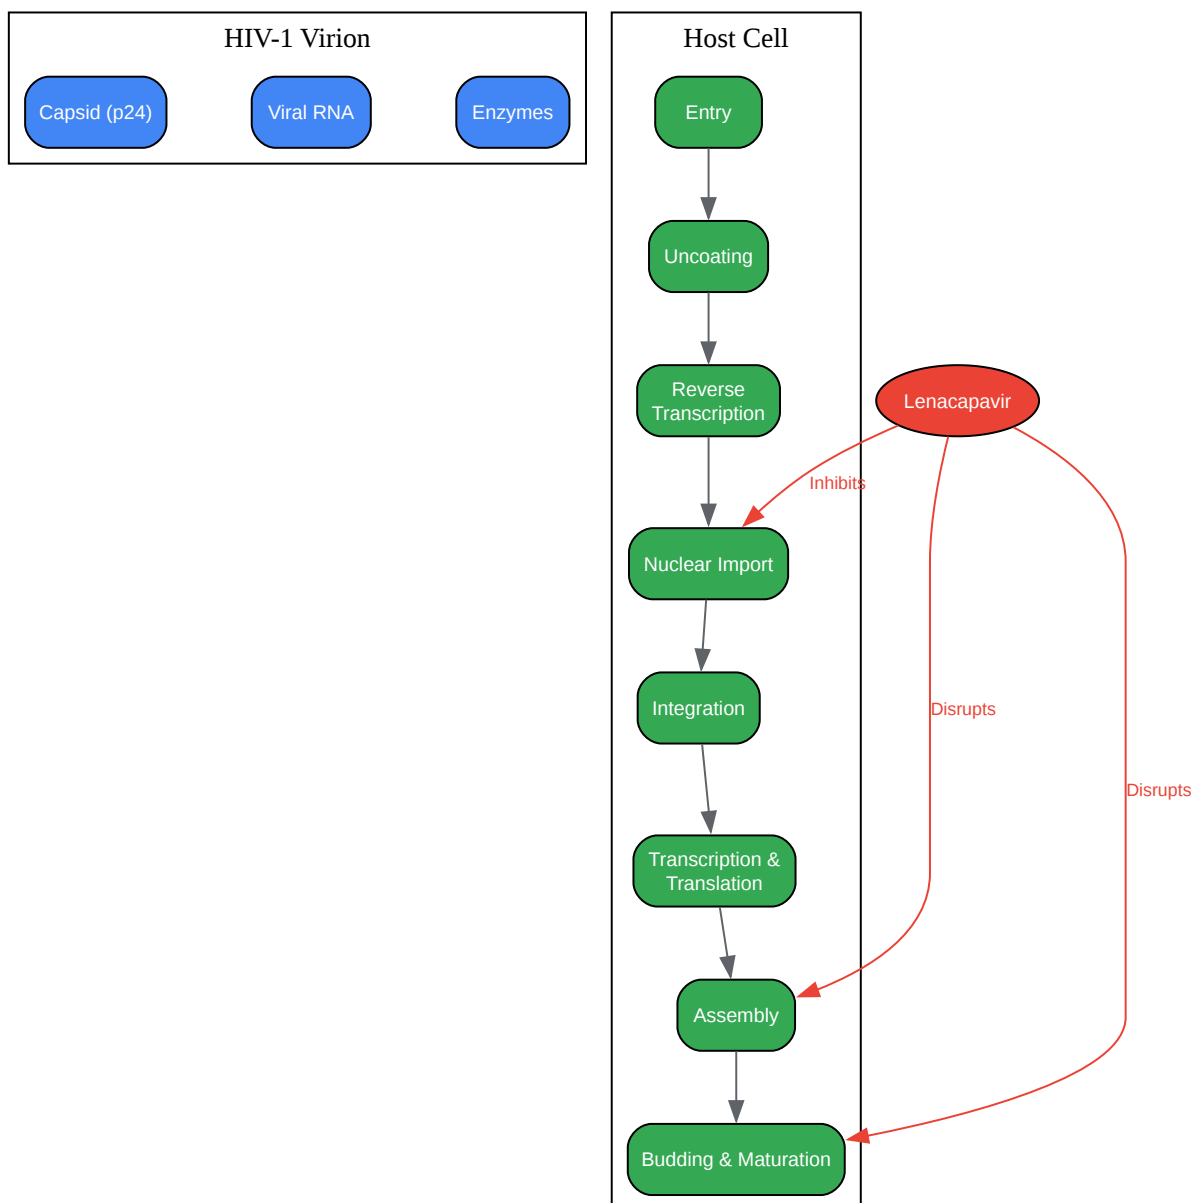 HIV-1 Virion
Capsid (p24)
Viral RNA
Enzymes
Host Cell
Entry
Uncoating
Reverse
Transcription
Lenacapavir
Inhibits
Nuclear Import
Integration
Disrupts
Disrupts
Transcription &
Translation
Assembly
Budding & Maturation